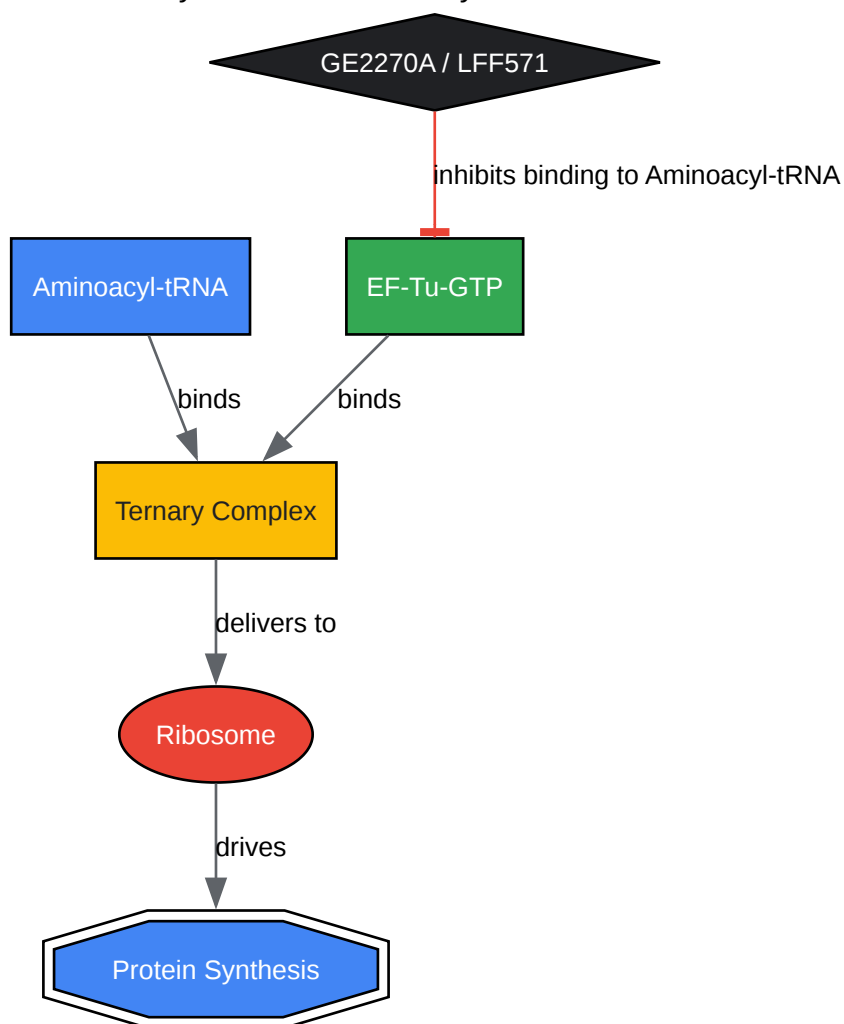 GE2270A / LFF571
inhibits binding to Aminoacyl-tRNA
Aminoacyl-tRNA
EF-Tu-GTP
binds
binds
Ternary Complex
delivers to
Ribosome
drives
Protein Synthesis